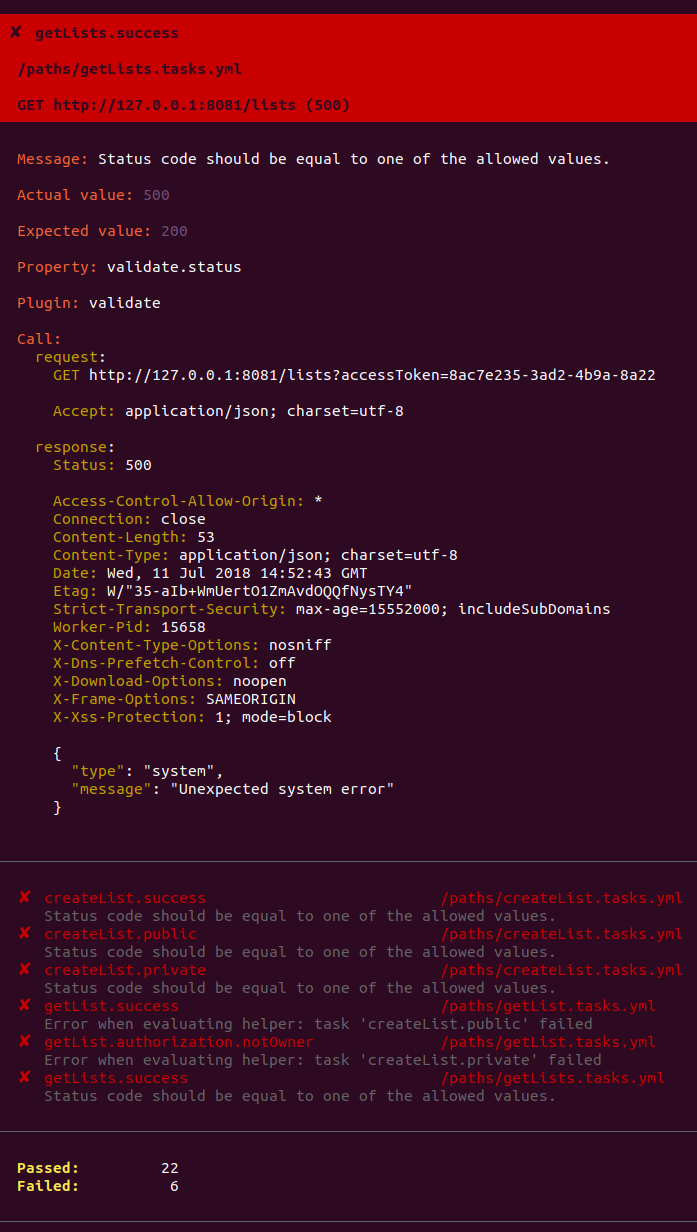 ✘ getLists.success
/paths/getLists.tasks.yml
GET http://127.0.0.1:8081/lists (500)
Message: Status code should be equal to one of the allowed values.
Actual value: 500
Expected value: 200
Property: validate.status
Plugin: validate
Call:
request:
GET http://127.0.0.1:8081/lists?accessToken=8ac7e235-3ad2-4b9a-8a22
Accept: application/json; charset=utf-8
response:
Status: 500
Access-Control-Allow-Origin: *
Connection: close
Content-Length: 53
Content-Type: application/json; charset=utf-8
Date: Wed, 11 Jul 2018 14:52:43 GMT
Etag: W/"35-aIb+WmUertO1ZmAvdOQQfNysTY4"
Strict-Transport-Security: max-age=15552000; includeSubDomains
Worker-Pid: 15658
X-Content-Type-Options: nosniff
X-Dns-Prefetch-Control: off
X-Download-Options: noopen
X-Frame-Options: SAMEORIGIN
X-Xss-Protection: 1; mode=block
{
"type": "system",
"message": "Unexpected system error"
}
✘ createList.success /paths/createList.tasks.yml
Status code should be equal to one of the allowed values.
✘ createList.public /paths/createList.tasks.yml
Status code should be equal to one of the allowed values.
✘ createList.private /paths/createList.tasks.yml
Status code should be equal to one of the allowed values.
✘ getList.success /paths/getList.tasks.yml
Error when evaluating helper: task 'createList.public' failed
✘ getList.authorization.notOwner /paths/getList.tasks.yml
Error when evaluating helper: task 'createList.private' failed
✘ getLists.success /paths/getLists.tasks.yml
Status code should be equal to one of the allowed values.
Passed: 22
Failed: 6